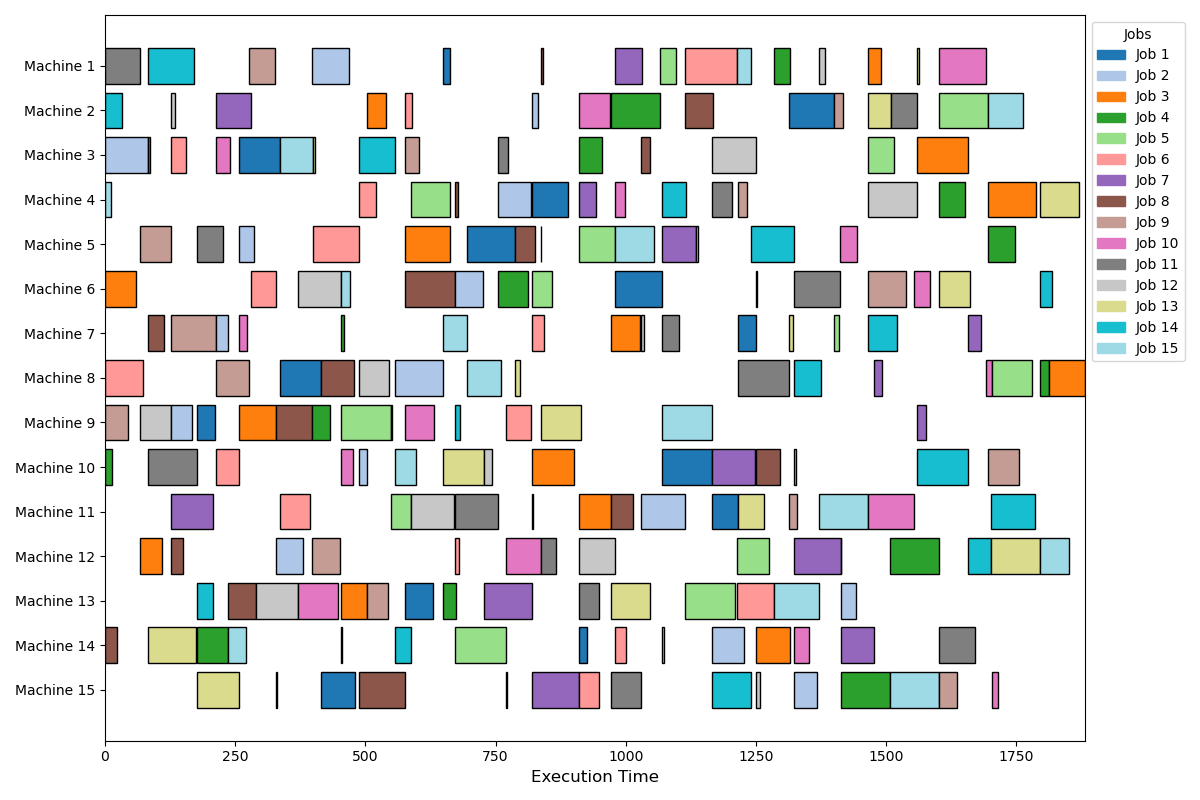 Machine 1
Machine 2
Machine 3
Machine 4
Machine 5
Machine 6
Machine 7
Machine 8
Machine 9
Machine 10
Machine 11
Machine 12
Machine 13
Machine 14
Machine 15
0 250 500 750 1000 1250 1500 1750
Execution Time
Jobs
Job 1
Job 2
Job 3
Job 4
Job 5
Job 6
Job 7
Job 8
Job 9
Job 10
Job 11
Job 12
Job 13
Job 14
Job 15